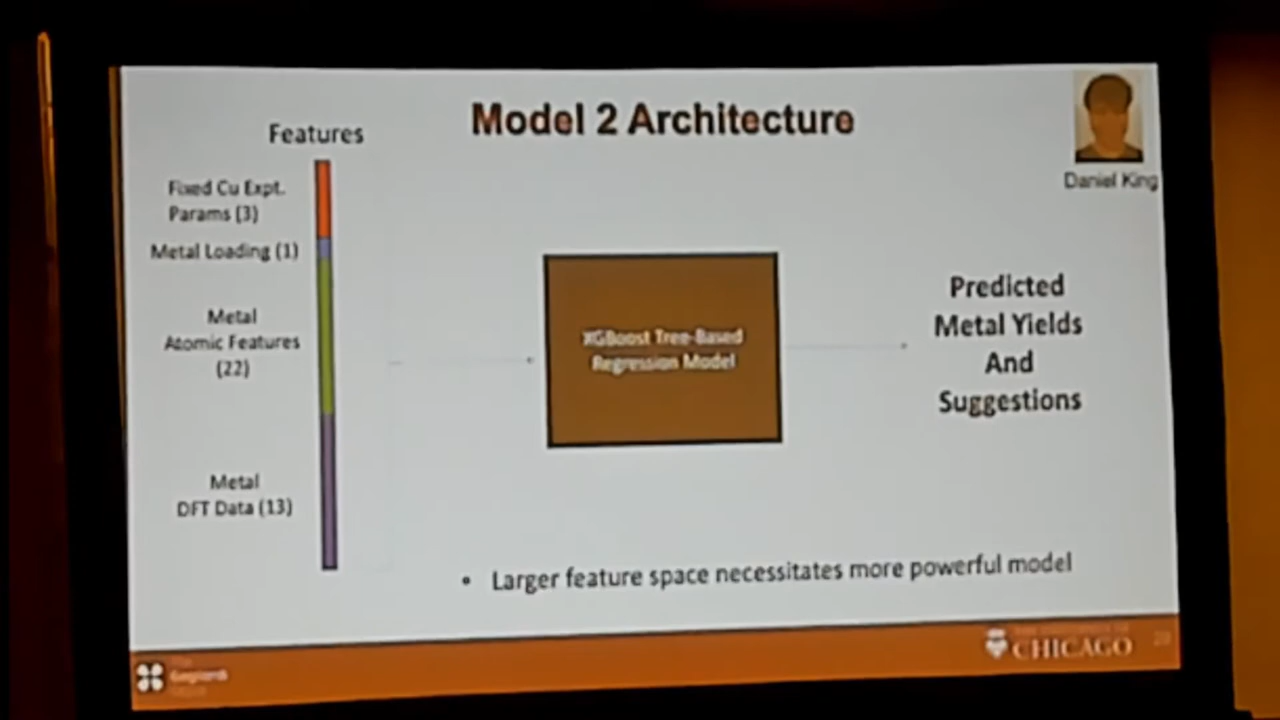 Model 2 Architecture
Features
Daniel King
Fixed Cu Expt.
Params (3)
Metal Loading (1)
Metal
Atomic Features
(22)
Metal
DFT Data (13)
XGBoost Tree-Based
Regression Model
Predicted
Metal Yields
And
Suggestions
• Larger feature space necessitates more powerful model
CHICAGO